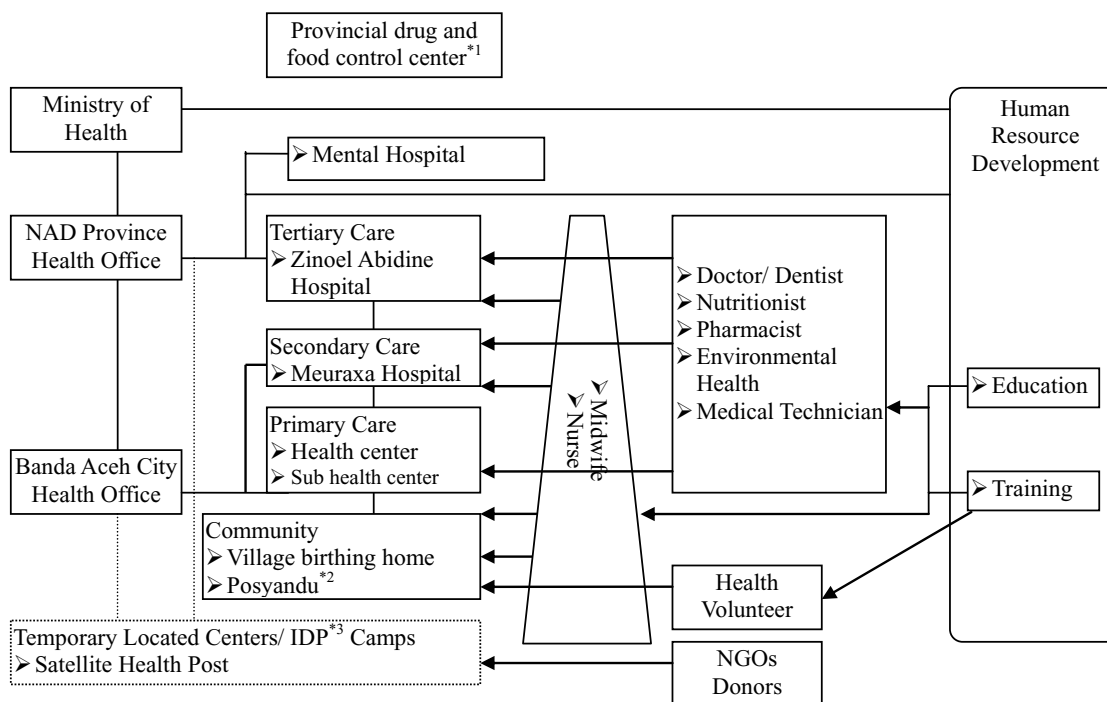 Provincial drug and
food control center*1
Ministry of
Health
Human
Resource
Development
➢ Mental Hospital
NAD Province
Health Office
Tertiary Care
➢ Zinoel Abidine
Hospital
➢ Doctor/ Dentist
➢ Nutritionist
➢ Pharmacist
➢ Environmental
Health
➢ Medical Technician
Secondary Care
➢ Meuraxa Hospital
➢ Midwife
➢ Nurse
➢ Education
Primary Care
➢ Health center
➢ Sub health center
Banda Aceh City
Health Office
➢ Training
Community
➢ Village birthing home
➢ Posyandu*2
Health
Volunteer
Temporary Located Centers/ IDP*3 Camps
➢ Satellite Health Post
NGOs
Donors